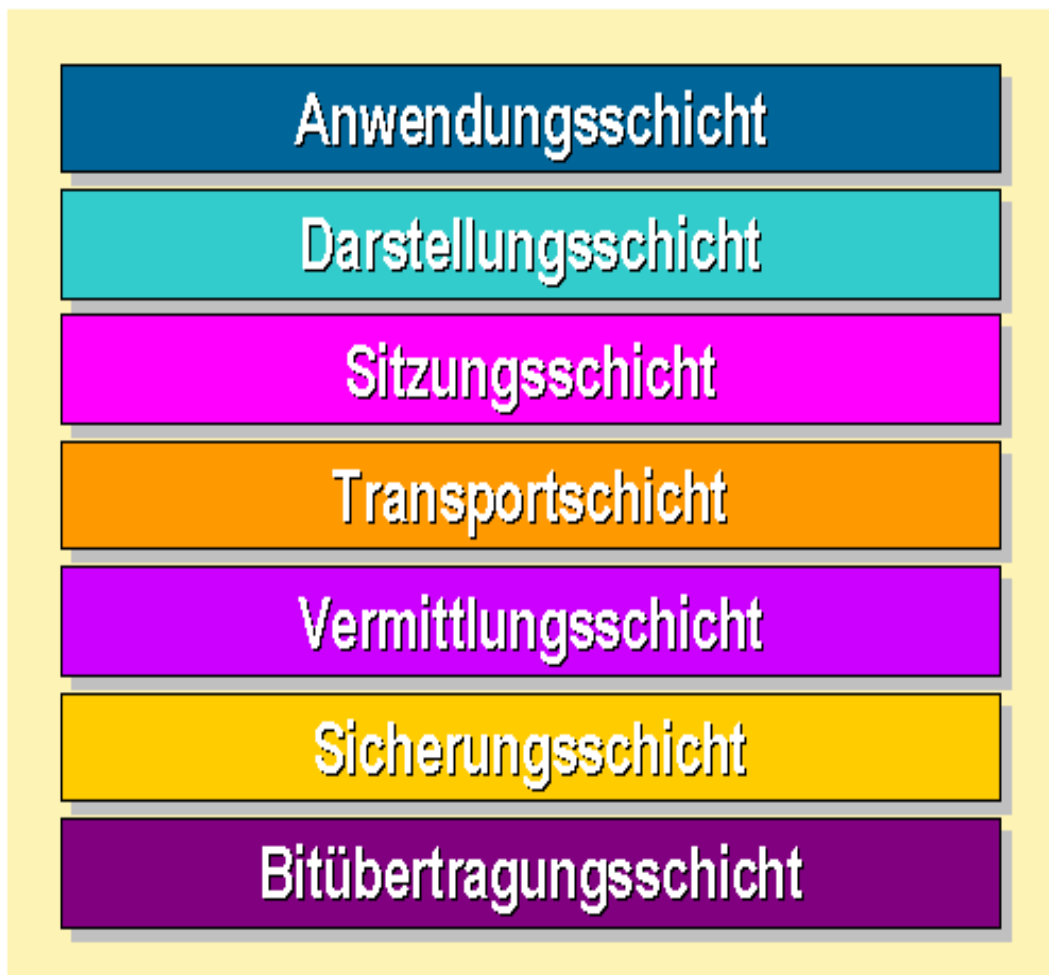 Anwendungsschicht
Darstellungsschicht
Sitzungsschicht
Transportschicht
Vermittlungsschicht
Sicherungsschicht
Bitübertragungsschicht